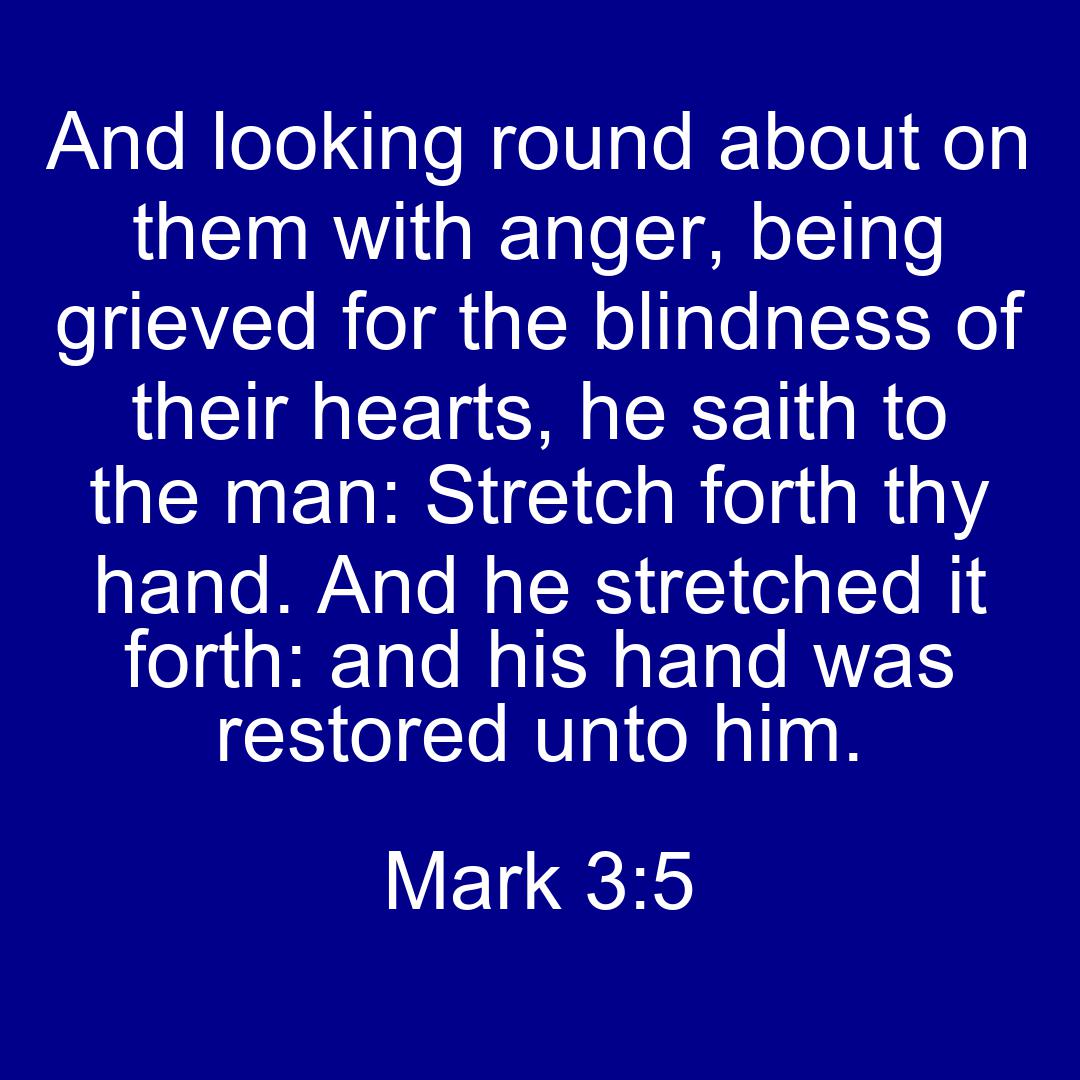 And looking round about on
them with anger, being
grieved for the blindness of
their hearts, he saith to
the man: Stretch forth thy
hand. And he stretched it
forth: and his hand was
restored unto him.
Mark 3:5